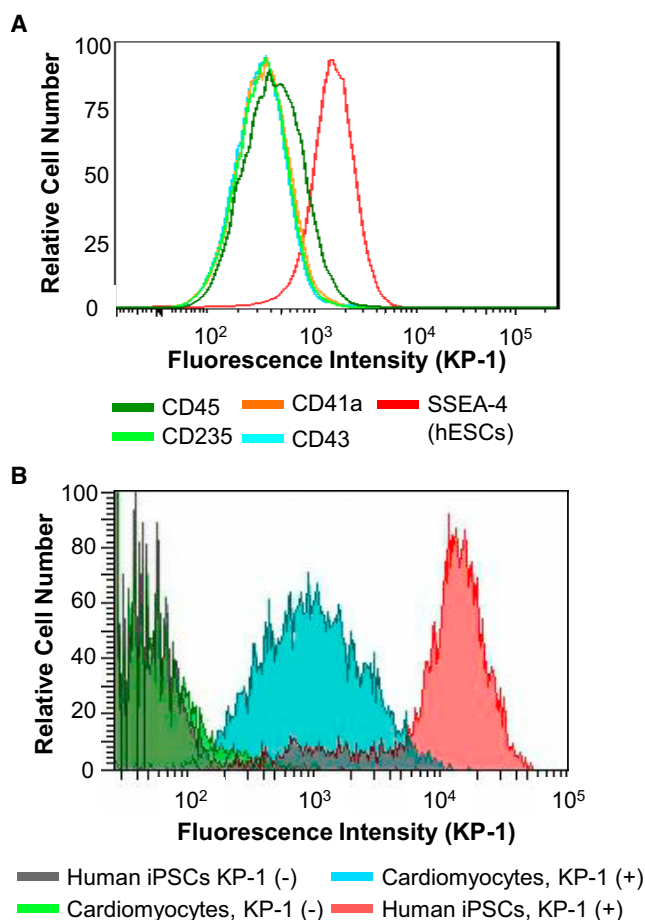 A
Relative Cell Number
100
75
50
25
0
10² 10³ 10⁴ 10⁵
Fluorescence Intensity (KP-1)
CD45 CD41a SSEA-4
CD235 CD43 (hESCs)
B
Relative Cell Number
100
80
60
40
20
0
10² 10³ 10⁴ 10⁵
Fluorescence Intensity (KP-1)
Human iPSCs KP-1 (-) Cardiomyocytes, KP-1 (+)
Cardiomyocytes, KP-1 (-) Human iPSCs, KP-1 (+)